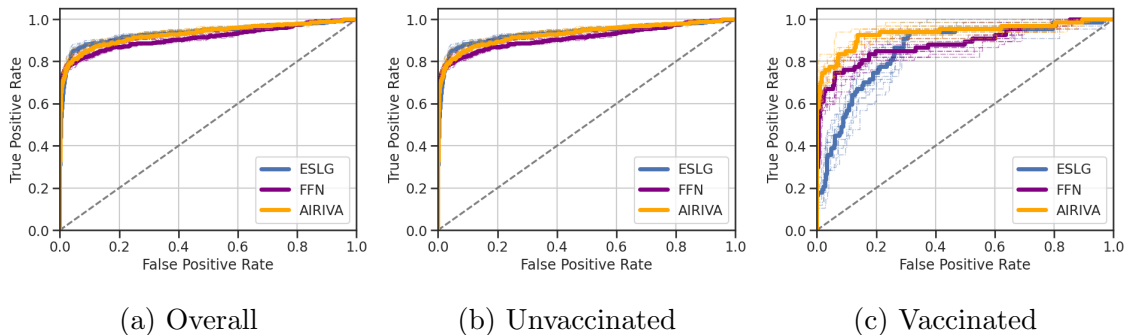 True Positive Rate
1.0
0.8
0.6
0.4
0.2
0.0
ESLG
FFN
AIRIVA
0.0 0.2 0.4 0.6 0.8 1.0
False Positive Rate
(a) Overall
True Positive Rate
1.0
0.8
0.6
0.4
0.2
0.0
ESLG
FFN
AIRIVA
0.0 0.2 0.4 0.6 0.8 1.0
False Positive Rate
(b) Unvaccinated
True Positive Rate
1.0
0.8
0.6
0.4
0.2
0.0
ESLG
FFN
AIRIVA
0.0 0.2 0.4 0.6 0.8 1.0
False Positive Rate
(c) Vaccinated